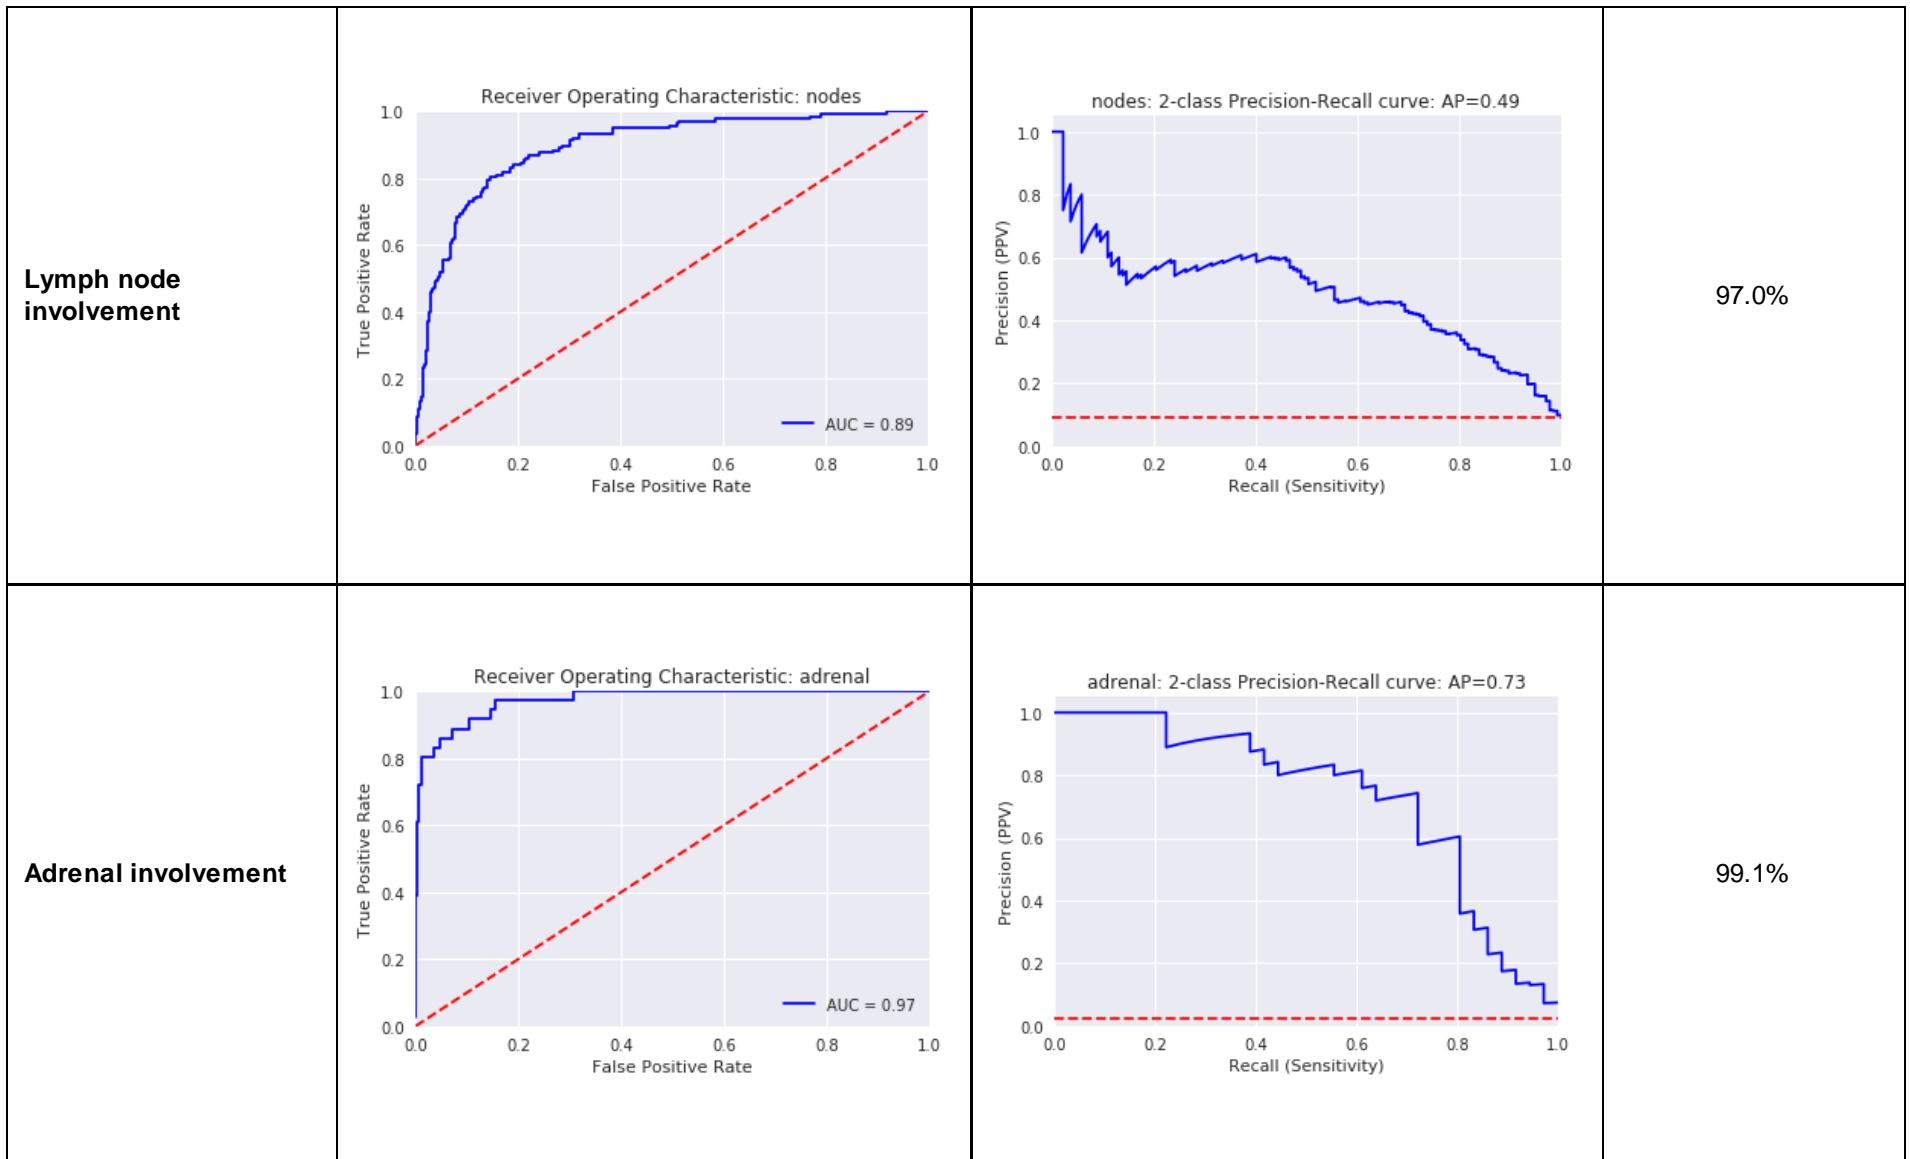 Lymph node
involvement
Receiver Operating Characteristic: nodes
True Positive Rate
1.0
0.8
0.6
0.4
0.2
0.0
AUC = 0.89
0.0 0.2 0.4 0.6 0.8 1.0
False Positive Rate
nodes: 2-class Precision-Recall curve: AP=0.49
Precision (PPV)
1.0
0.8
0.6
0.4
0.2
0.0
0.0 0.2 0.4 0.6 0.8 1.0
Recall (Sensitivity)
97.0%
Adrenal involvement
Receiver Operating Characteristic: adrenal
True Positive Rate
1.0
0.8
0.6
0.4
0.2
0.0
AUC = 0.97
0.0 0.2 0.4 0.6 0.8 1.0
False Positive Rate
adrenal: 2-class Precision-Recall curve: AP=0.73
Precision (PPV)
1.0
0.8
0.6
0.4
0.2
0.0
0.0 0.2 0.4 0.6 0.8 1.0
Recall (Sensitivity)
99.1%